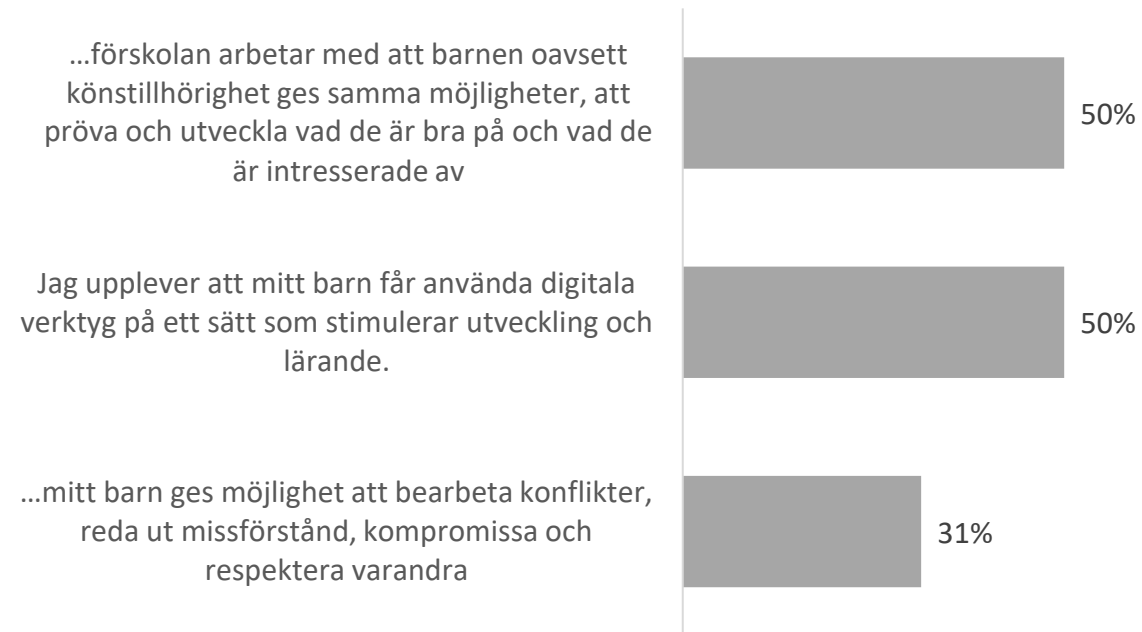 …förskolan arbetar med att barnen oavsett
könstillhörighet ges samma möjligheter, att
pröva och utveckla vad de är bra på och vad de
är intresserade av
50%
Jag upplever att mitt barn får använda digitala
verktyg på ett sätt som stimulerar utveckling och
lärande.
50%
…mitt barn ges möjlighet att bearbeta konflikter,
reda ut missförstånd, kompromissa och
respektera varandra
31%